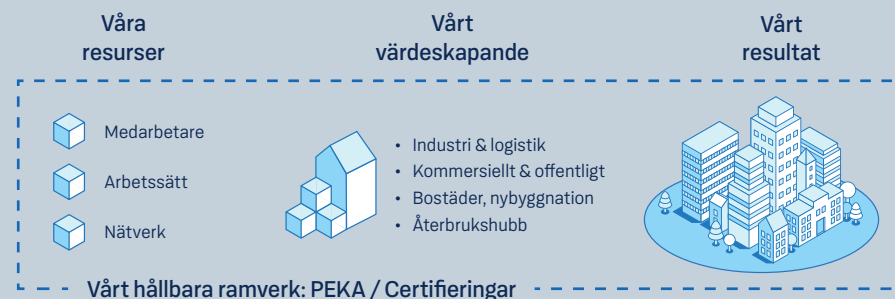 Våra
resurser
Vårt
värdeskapande
Vårt
resultat
Medarbetare
Arbetssätt
Nätverk
• Industri & logistik
• Kommersiellt & offentligt
• Bostäder, nybyggnation
• Återbrukshubb
Vårt hållbara ramverk: PEKA / Certifieringar